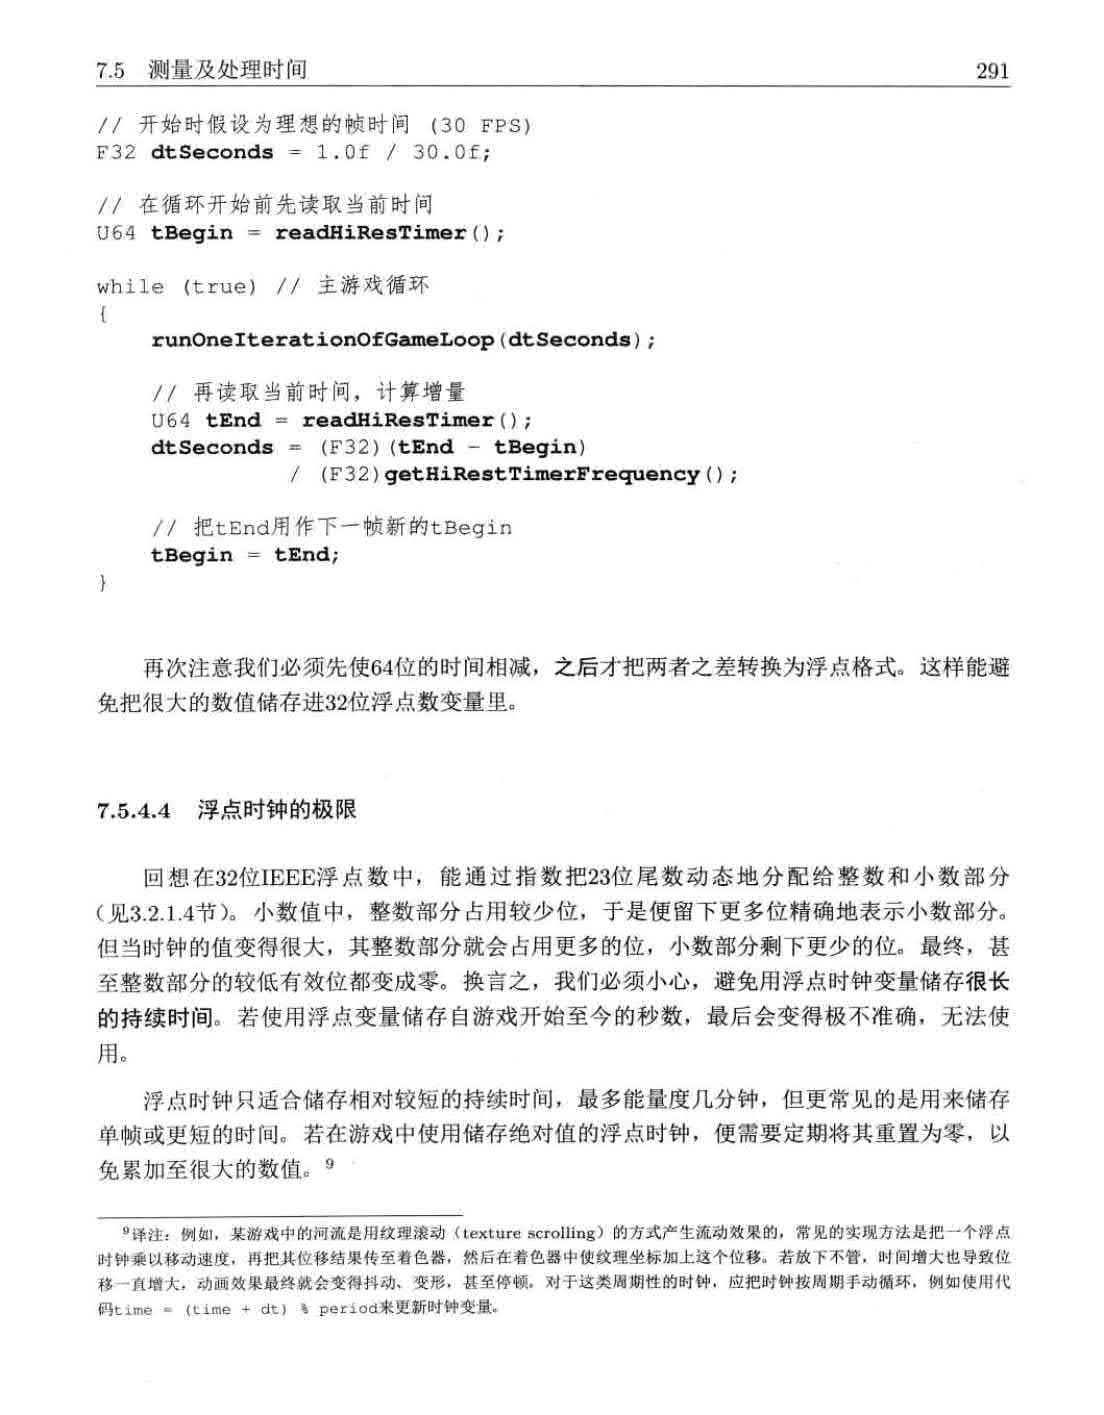 7.5 测量及处理时间 291
// 开始时假设为理想的帧时间 (30 FPS)
F32 dtSeconds = 1.0f / 30.0f;
// 在循环开始前先读取当前时间
U64 tBegin = readHiResTimer();
while (true) // 主游戏循环
{
runOneIterationOfGameLoop(dtSeconds);
// 再读取当前时间，计算增量
U64 tEnd = readHiResTimer();
dtSeconds = (F32)(tEnd - tBegin)
/ (F32)getHiRestTimerFrequency();
// 把tEnd用作下一帧新的tBegin
tBegin = tEnd;
}
再次注意我们必须先使64位的时间相减，之后才把两者之差转换为浮点格式。这样能避
免把很大的数值储存进32位浮点数变量里。
7.5.4.4 浮点时钟的极限
回想在32位IEEE浮点数中，能通过指数把23位尾数动态地分配给整数和小数部分
（见3.2.1.4节）。小数值中，整数部分占用较少位，于是便留下更多位精确地表示小数部分。
但当时钟的值变得很大，其整数部分就会占用更多的位，小数部分剩下更少的位。最终，甚
至整数部分的较低有效位都变成零。换言之，我们必须小心，避免用浮点时钟变量储存很长
的持续时间。若使用浮点变量储存自游戏开始至今的秒数，最后会变得极不准确，无法使
用。
浮点时钟只适合储存相对较短的持续时间，最多能量度几分钟，但更常见的是用来储存
单帧或更短的时间。若在游戏中使用储存绝对值的浮点时钟，便需要定期将其重置为零，以
免累加至很大的数值。9
9译注：例如，某游戏中的河流是用纹理滚动（texture scrolling）的方式产生流动效果的，常见的实现方法是把一个浮点
时钟乘以移动速度，再把其位移结果传至着色器，然后在着色器中使纹理坐标加上这个位移。若放下不管，时间增大也导致位
移一直增大，动画效果最终就会变得抖动、变形，甚至停顿。对于这类周期性的时钟，应把时钟按周期手动循环，例如使用代
码time = (time + dt) % period来更新时钟变量。